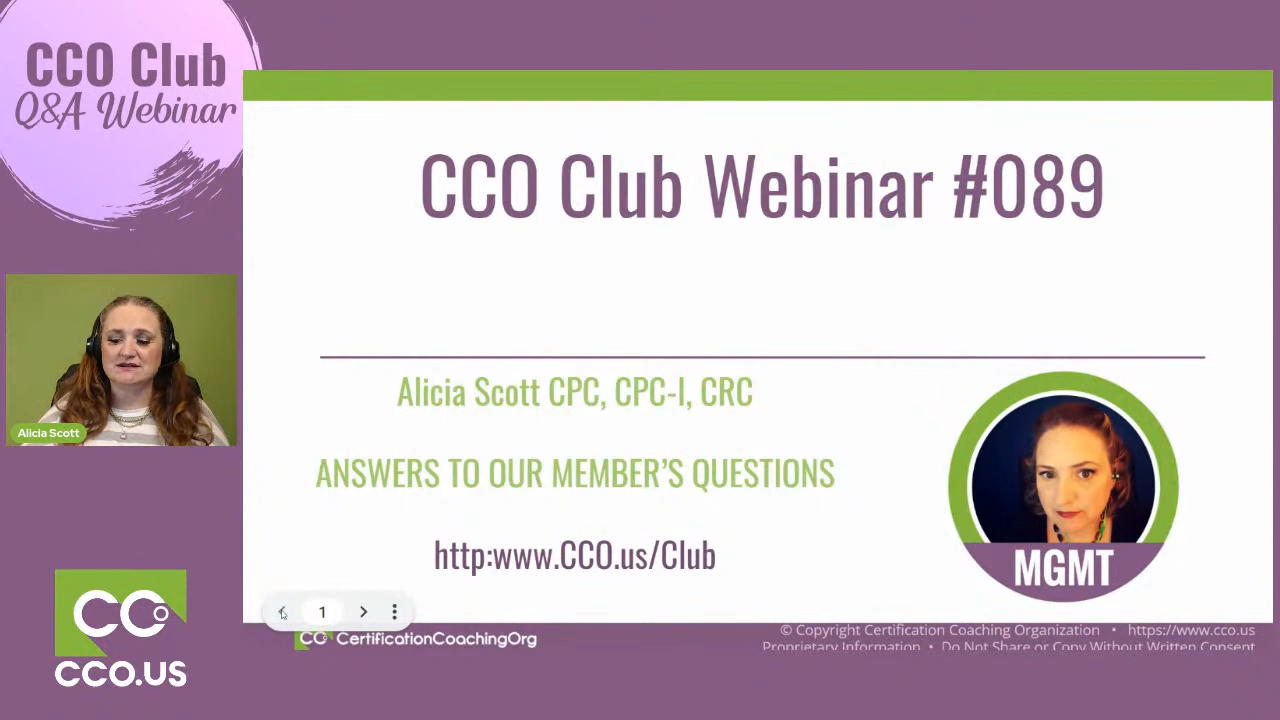 CCO Club
Q&A Webinar
CCO Club Webinar #089
Alicia Scott CPC, CPC-I, CRC
ANSWERS TO OUR MEMBER'S QUESTIONS
http:www.CCO.us/Club
MGMT
Alicia Scott
1
CCO CertificationCoachingOrg
© Copyright Certification Coaching Organization • https://www.cco.us
Proprietary Information • Do Not Share or Copy Without Written Consent
CCO
CCO.US